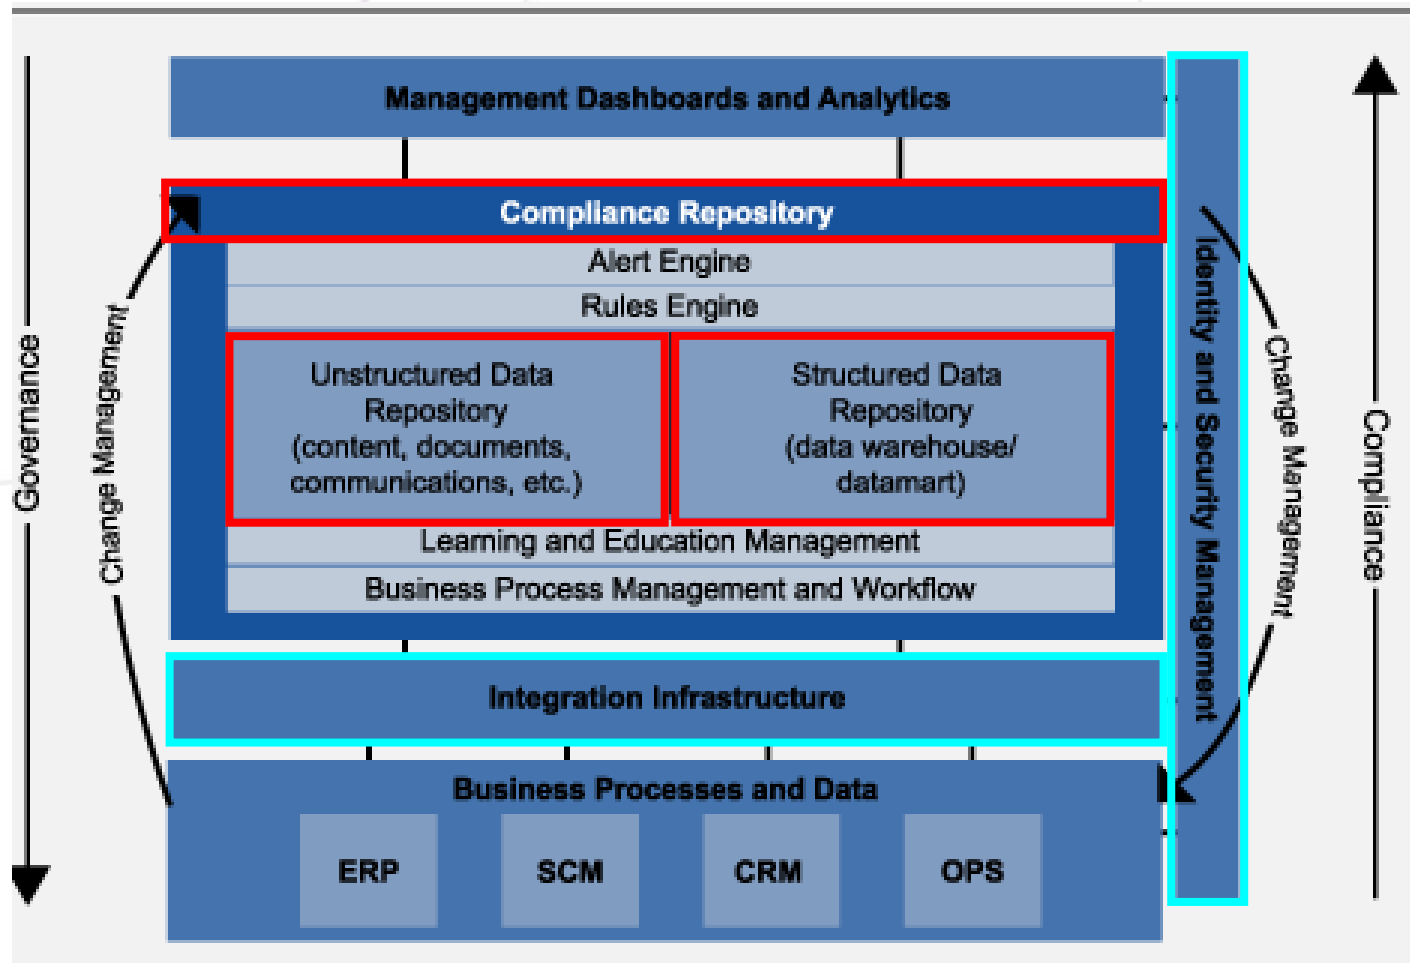 Management Dashboards and Analytics
Compliance Repository
Alert Engine
Rules Engine
Unstructured Data
Repository
(content, documents,
communications, etc.)
Structured Data
Repository
(data warehouse/
datamart)
Learning and Education Management
Business Process Management and Workflow
Integration Infrastructure
Business Processes and Data
ERP
SCM
CRM
OPS
Governance
Change Management
Identity and Security Management
Change Management
Compliance